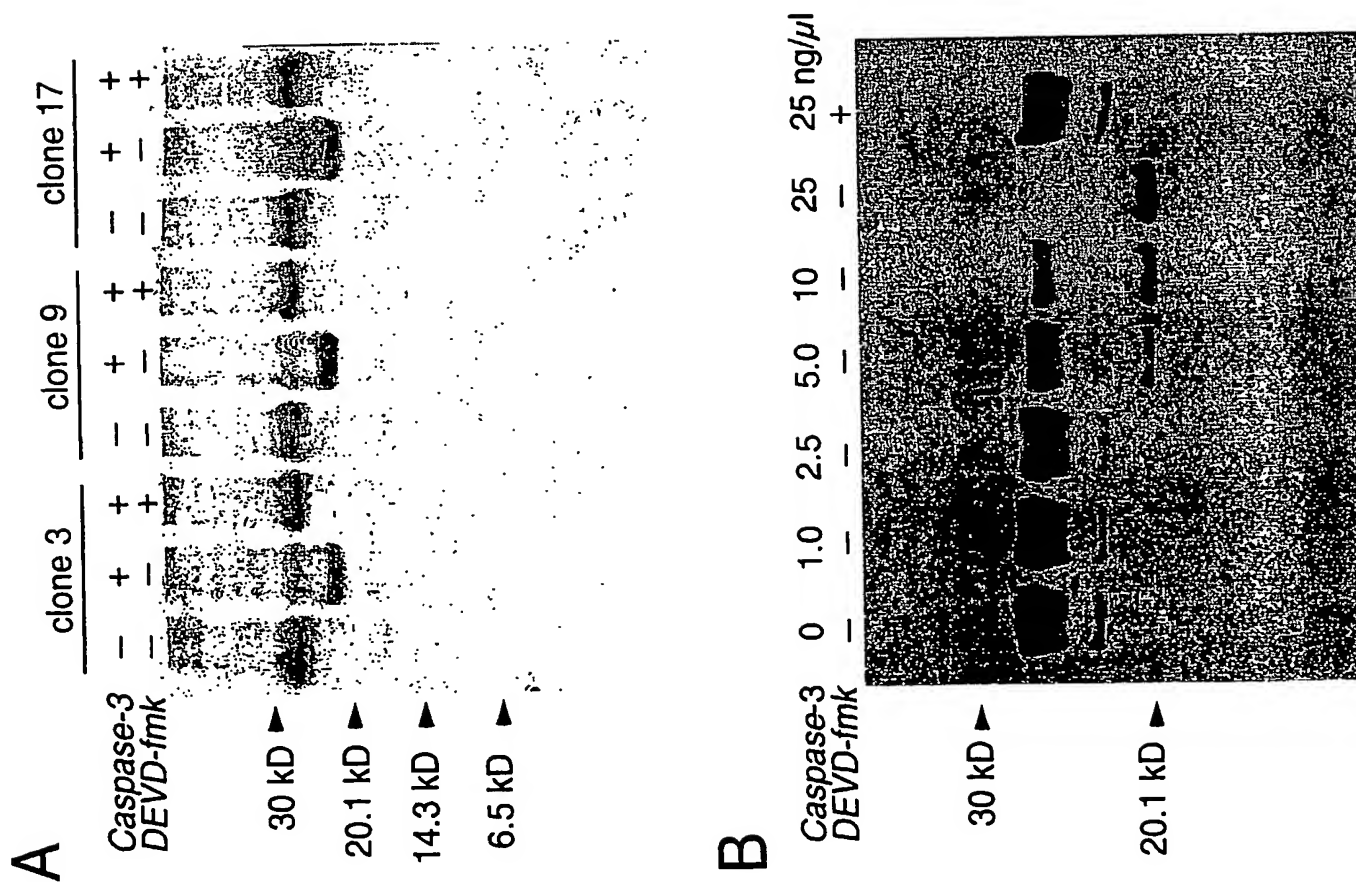 A
clone 3 clone 9 clone 17
Caspase-3 − + + − + + − + +
DEVD-fmk − − + − − + − − +
30 kD
20.1 kD
14.3 kD
6.5 kD
B
Caspase-3 0 1.0 2.5 5.0 10 25 25 ng/µl
DEVD-fmk − − − − − − +
30 kD
20.1 kD